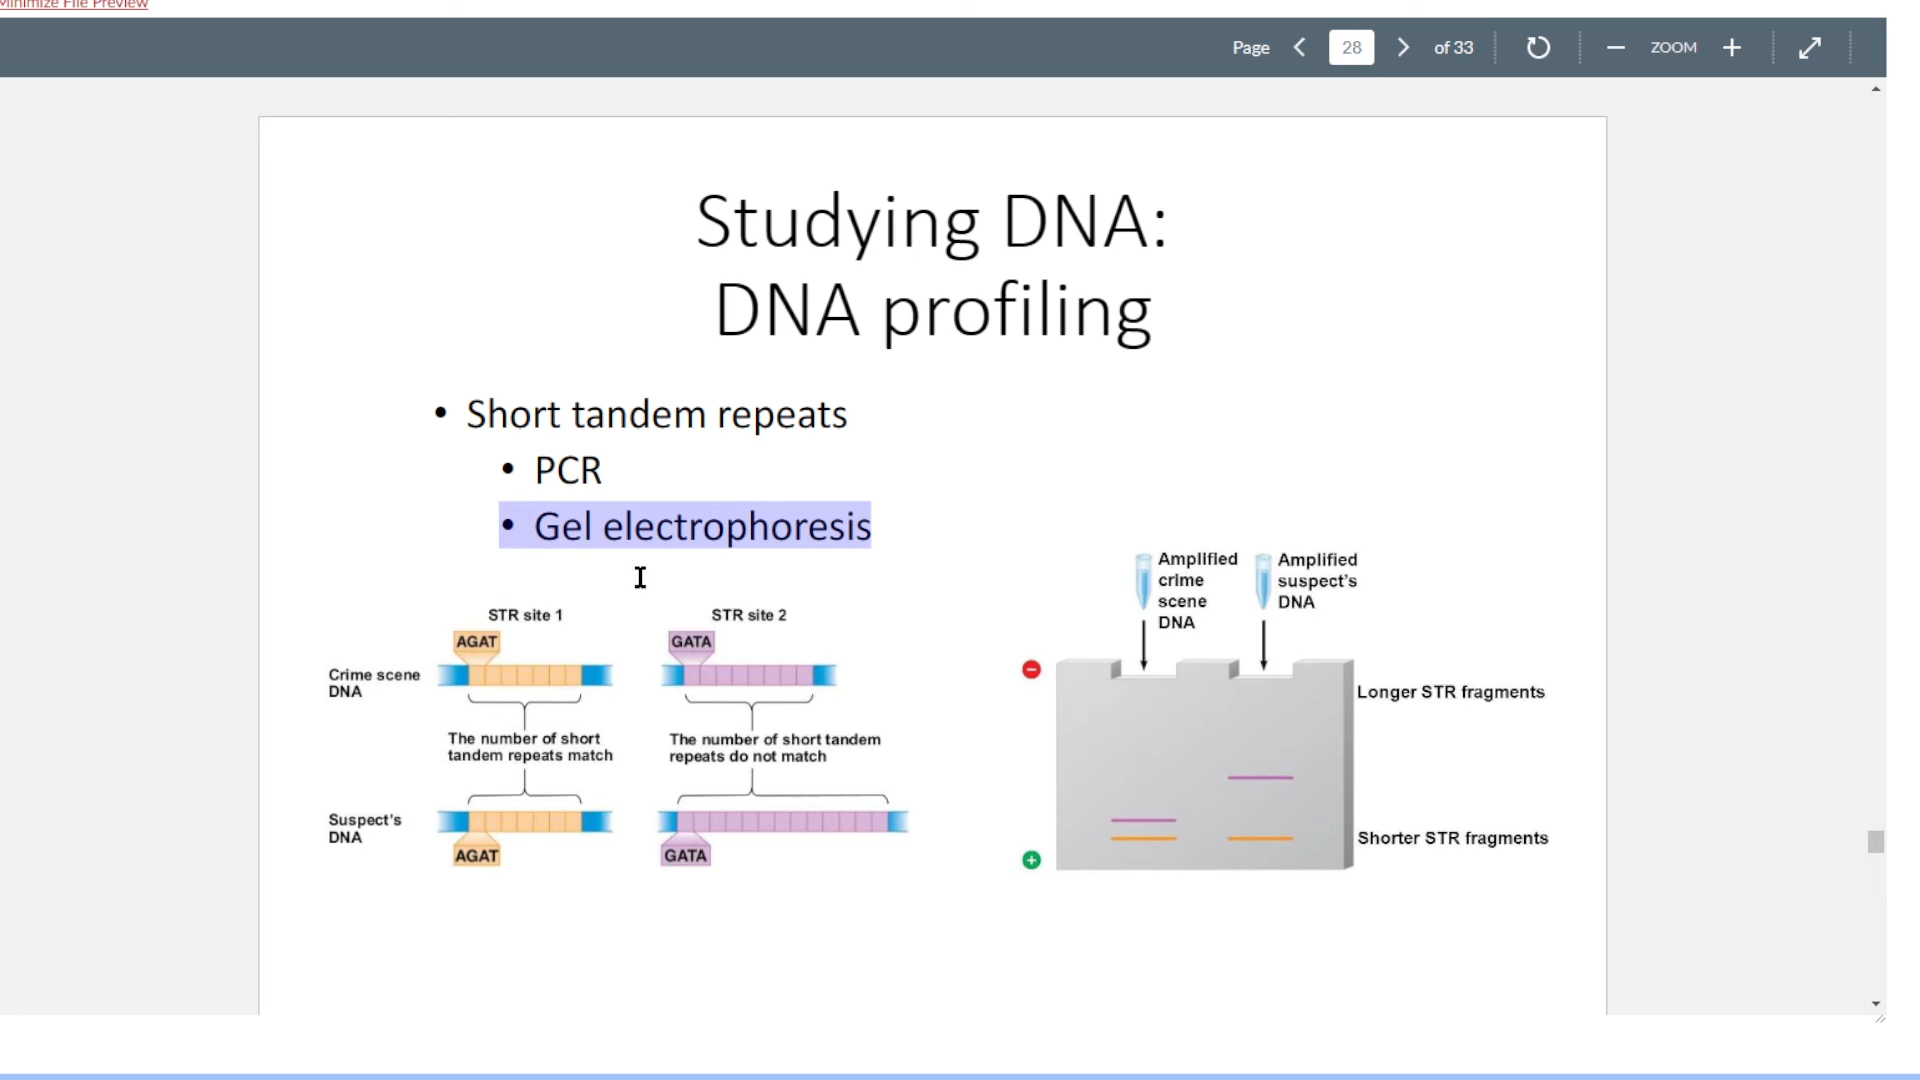 Minimize File Preview
Page 28 of 33 ZOOM
Studying DNA:
DNA profiling
• Short tandem repeats
• PCR
• Gel electrophoresis
STR site 1
STR site 2
AGAT
GATA
Crime scene
DNA
The number of short
tandem repeats match
The number of short tandem
repeats do not match
Suspect's
DNA
AGAT
GATA
Amplified
crime
scene
DNA
Amplified
suspect's
DNA
Longer STR fragments
Shorter STR fragments